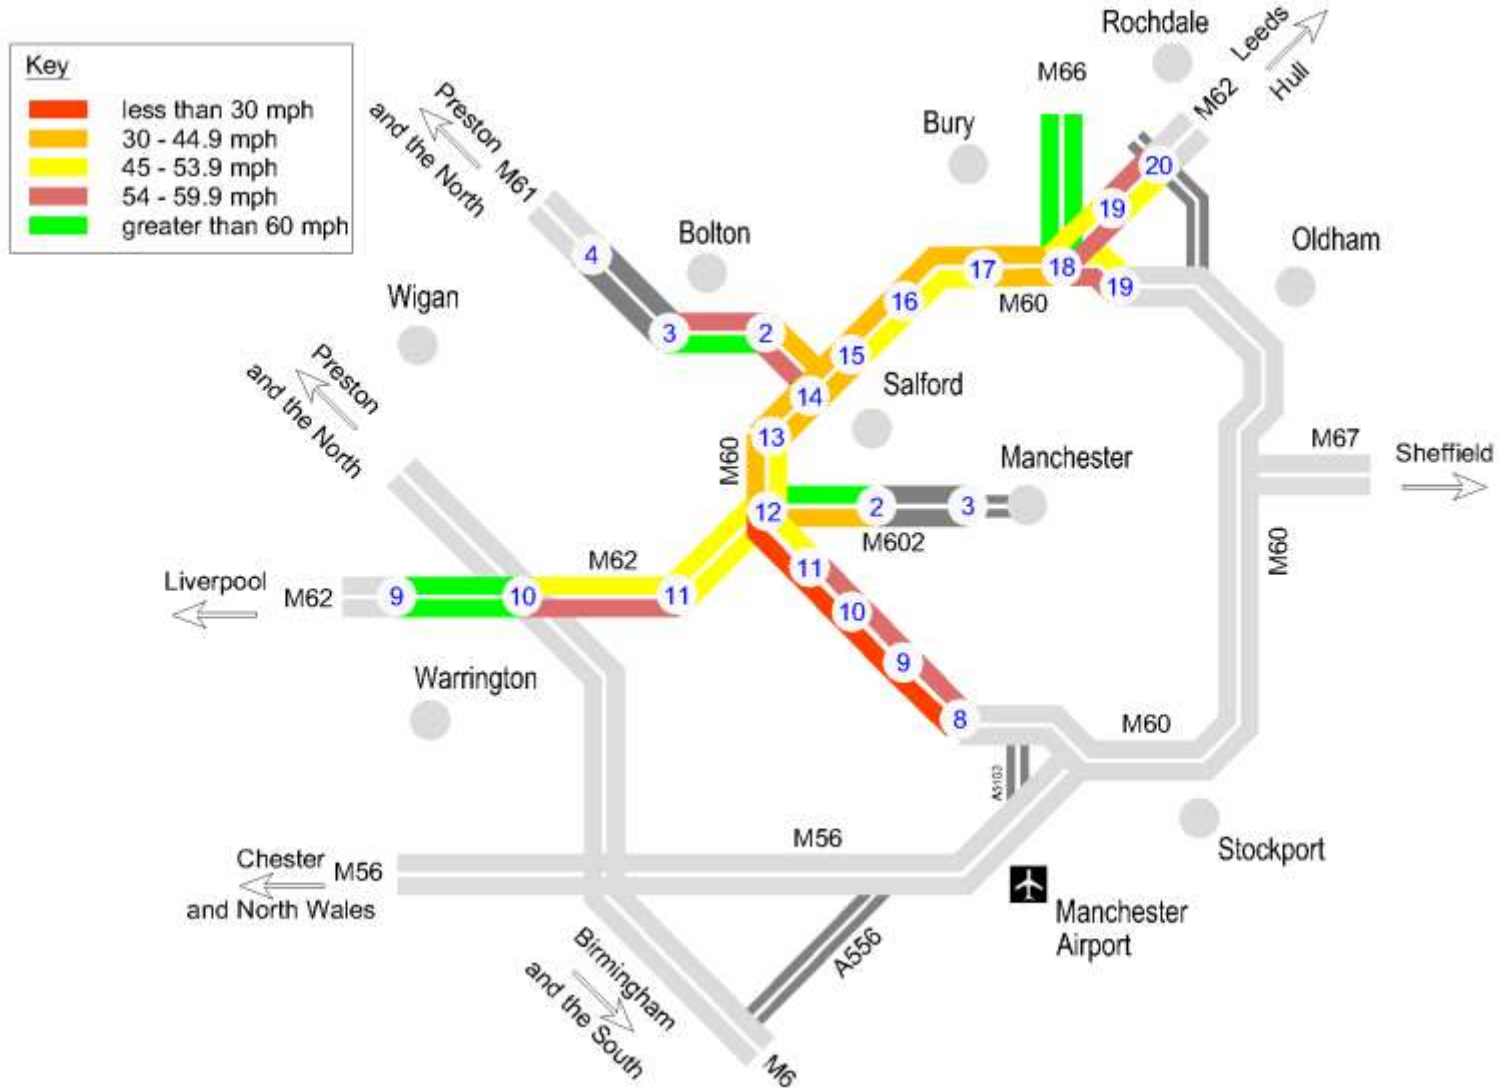 Key
less than 30 mph
30 - 44.9 mph
45 - 53.9 mph
54 - 59.9 mph
greater than 60 mph
Rochdale
Leeds
Hull
M62
M66
Bury
Preston
and the North
M61
Bolton
Oldham
Wigan
20
19
18
19
17
16
M60
4
3
2
15
14
Salford
13
M60
Preston
and the North
Manchester
M67
Sheffield
12
2
3
M602
M60
M62
Liverpool
M62
9
10
11
11
10
9
8
Warrington
M60
A5103
Stockport
M56
Chester
M56
and North Wales
Manchester
Airport
A556
Birmingham
and the South
M6